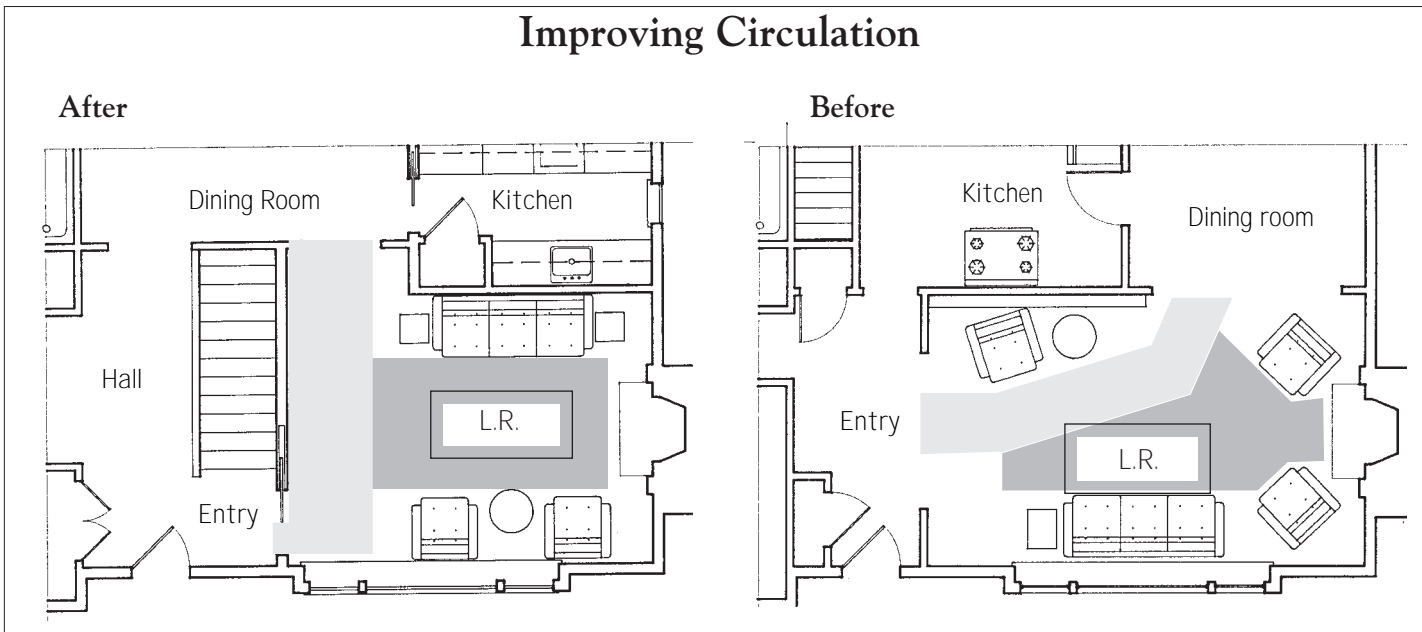 Improving Circulation
After
Before
Dining Room
Kitchen
Hall
L.R.
Entry
Kitchen
Dining room
Entry
L.R.